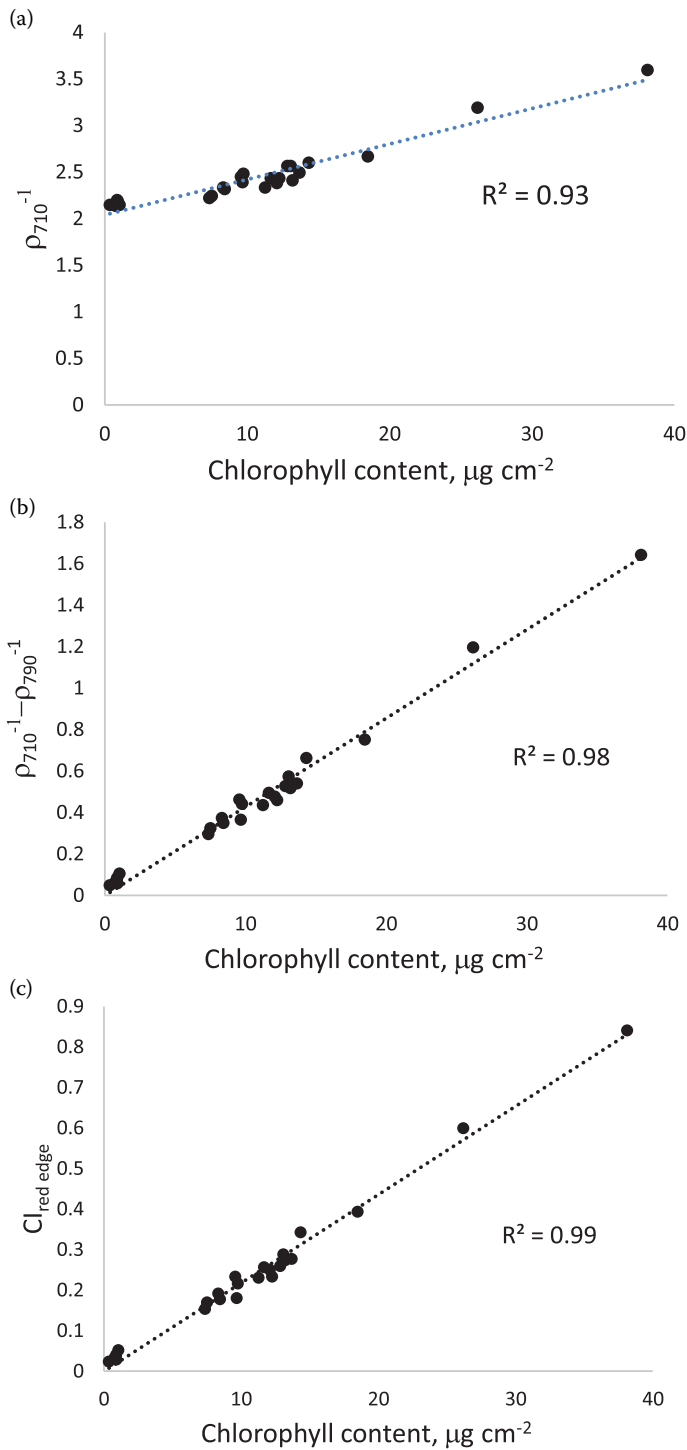 (a)
4
3.5
3
2.5
2
1.5
1
0.5
0
ρ₇₁₀⁻¹
R² = 0.93
0 10 20 30 40
Chlorophyll content, μg cm⁻²
(b)
1.8
1.6
1.4
1.2
1
0.8
0.6
0.4
0.2
0
ρ₇₁₀⁻¹–ρ₇₉₀⁻¹
R² = 0.98
0 10 20 30 40
Chlorophyll content, μg cm⁻²
(c)
0.9
0.8
0.7
0.6
0.5
0.4
0.3
0.2
0.1
0
CIred edge
R² = 0.99
0 10 20 30 40
Chlorophyll content, μg cm⁻²